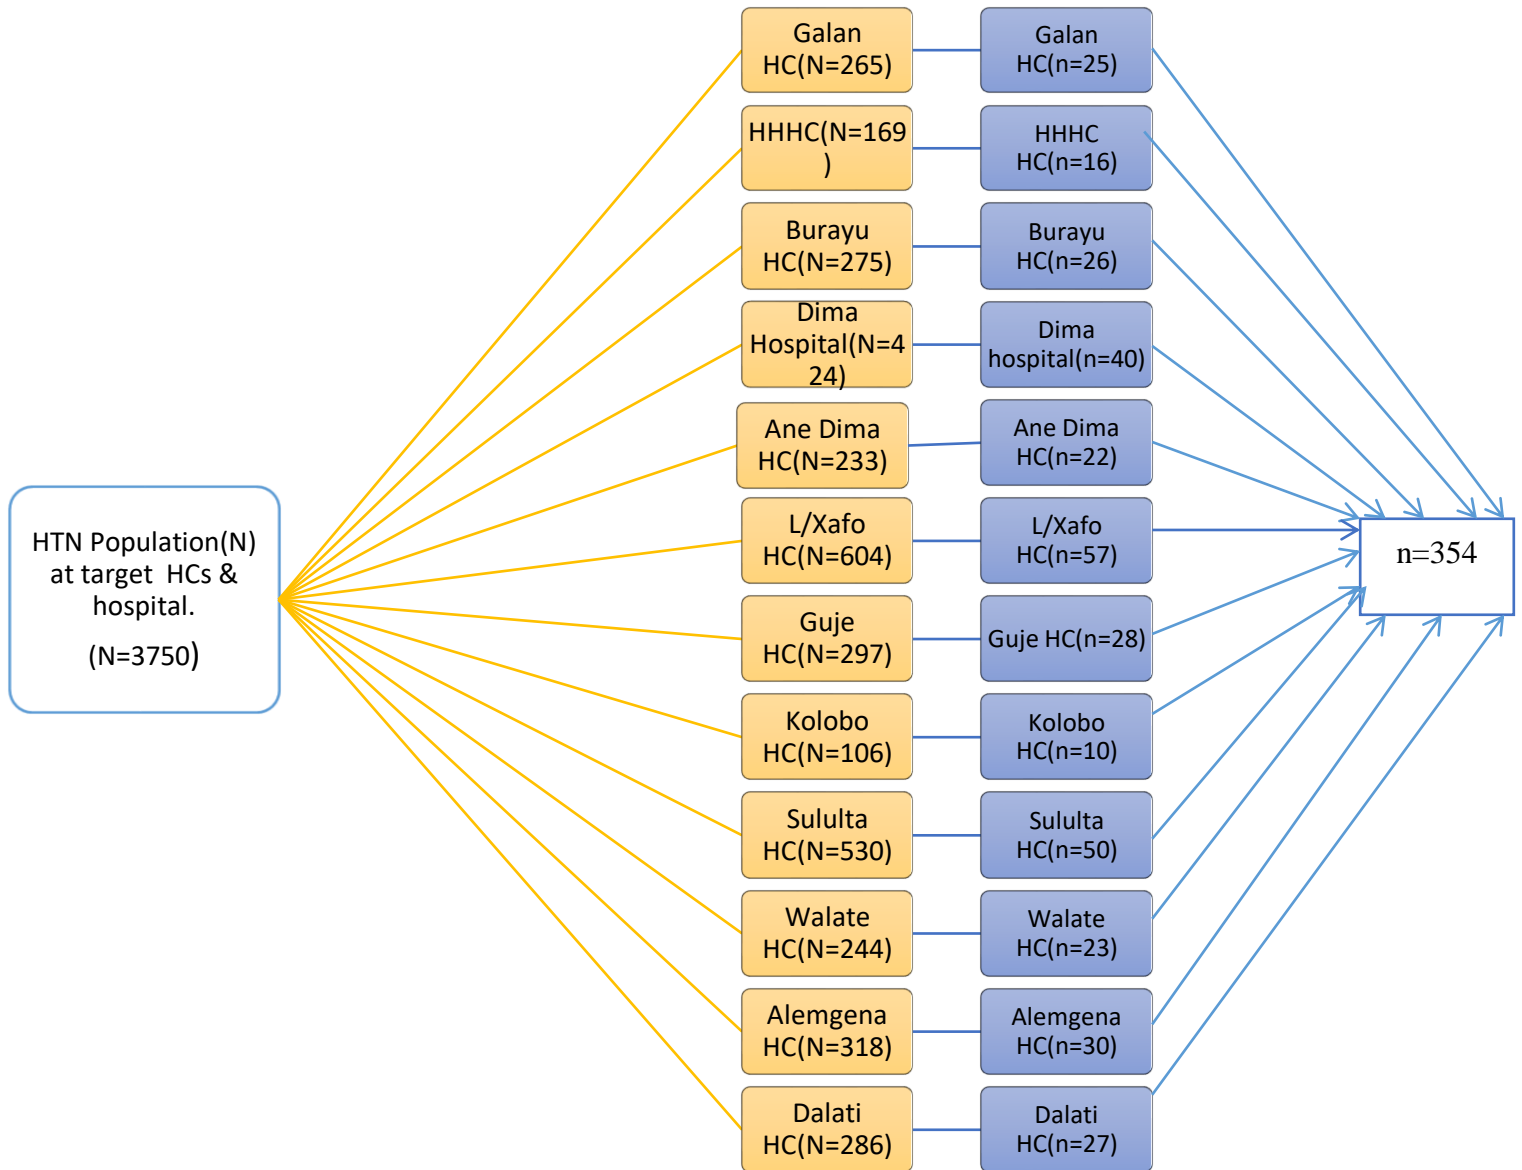 HTN Population(N)
at target HCs &
hospital.
(N=3750)
Galan
HC(N=265)
HHHC(N=169
)
Burayu
HC(N=275)
Dima
Hospital(N=4
24)
Ane Dima
HC(N=233)
L/Xafo
HC(N=604)
Guje
HC(N=297)
Kolobo
HC(N=106)
Sululta
HC(N=530)
Walate
HC(N=244)
Alemgena
HC(N=318)
Dalati
HC(N=286)
Galan
HC(n=25)
HHHC
HC(n=16)
Burayu
HC(n=26)
Dima
hospital(n=40)
Ane Dima
HC(n=22)
L/Xafo
HC(n=57)
Guje HC(n=28)
Kolobo
HC(n=10)
Sululta
HC(n=50)
Walate
HC(n=23)
Alemgena
HC(n=30)
Dalati
HC(n=27)
n=354